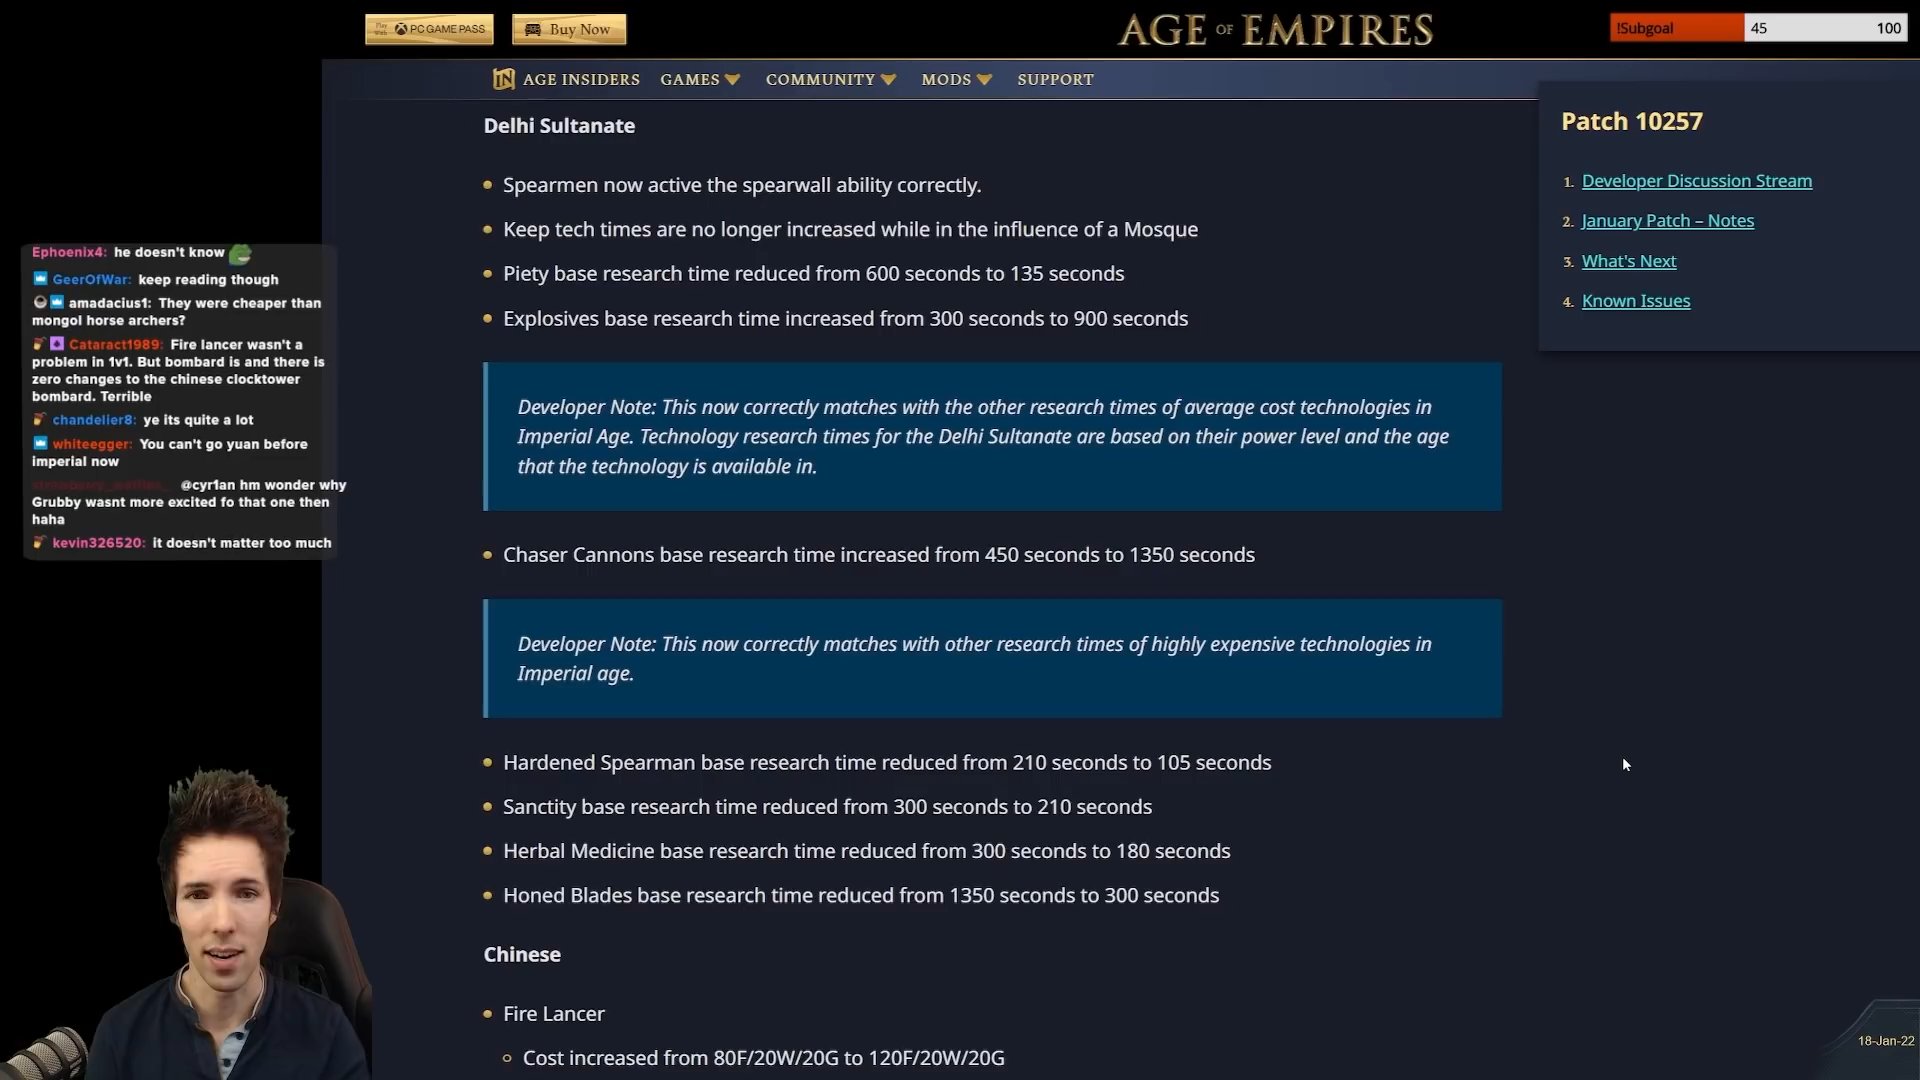 Play With PC GAME PASS
Buy Now
AGE OF EMPIRES
!Subgoal 45 100
AGE INSIDERS GAMES COMMUNITY MODS SUPPORT
Delhi Sultanate
Spearmen now active the spearwall ability correctly.
Keep tech times are no longer increased while in the influence of a Mosque
Piety base research time reduced from 600 seconds to 135 seconds
Explosives base research time increased from 300 seconds to 900 seconds
Developer Note: This now correctly matches with the other research times of average cost technologies in
Imperial Age. Technology research times for the Delhi Sultanate are based on their power level and the age
that the technology is available in.
Chaser Cannons base research time increased from 450 seconds to 1350 seconds
Developer Note: This now correctly matches with other research times of highly expensive technologies in
Imperial age.
Hardened Spearman base research time reduced from 210 seconds to 105 seconds
Sanctity base research time reduced from 300 seconds to 210 seconds
Herbal Medicine base research time reduced from 300 seconds to 180 seconds
Honed Blades base research time reduced from 1350 seconds to 300 seconds
Chinese
Fire Lancer
Cost increased from 80F/20W/20G to 120F/20W/20G
Patch 10257
1. Developer Discussion Stream
2. January Patch – Notes
3. What's Next
4. Known Issues
Ephoenix4: he doesn't know
GeerOfWar: keep reading though
amadacius1: They were cheaper than
mongol horse archers?
Cataract1989: Fire lancer wasn't a
problem in 1v1. But bombard is and there is
zero changes to the chinese clocktower
bombard. Terrible
chandelier8: ye its quite a lot
whiteegger: You can't go yuan before
imperial now
@cyr1an hm wonder why
Grubby wasnt more excited fo that one then
haha
kevin326520: it doesn't matter too much
18-Jan-22